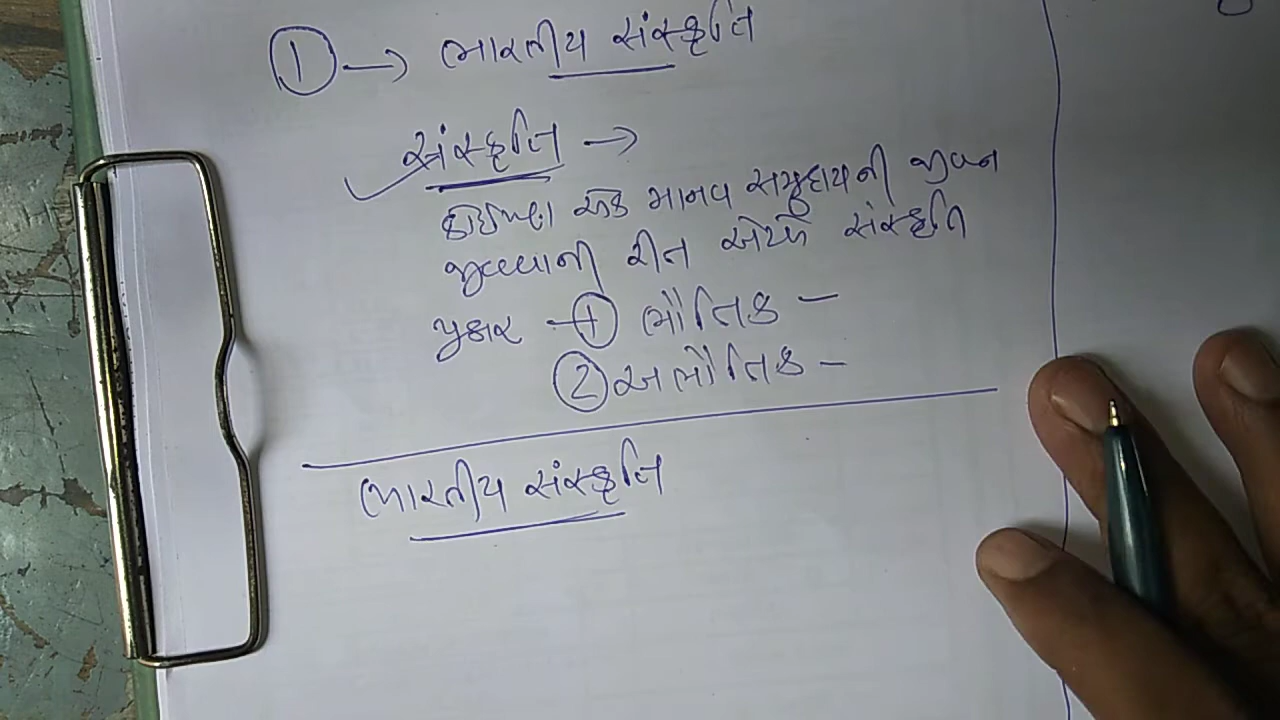 ① → ભારતીય સંસ્કૃતિ
સંસ્કૃતિ →
કોઈપણ એક માનવ સમુદાયની જીવન
જીવવાની રીત એટલે સંસ્કૃતિ
પ્રકાર – ① ભૌતિક –
② અભૌતિક –
ભારતીય સંસ્કૃતિ